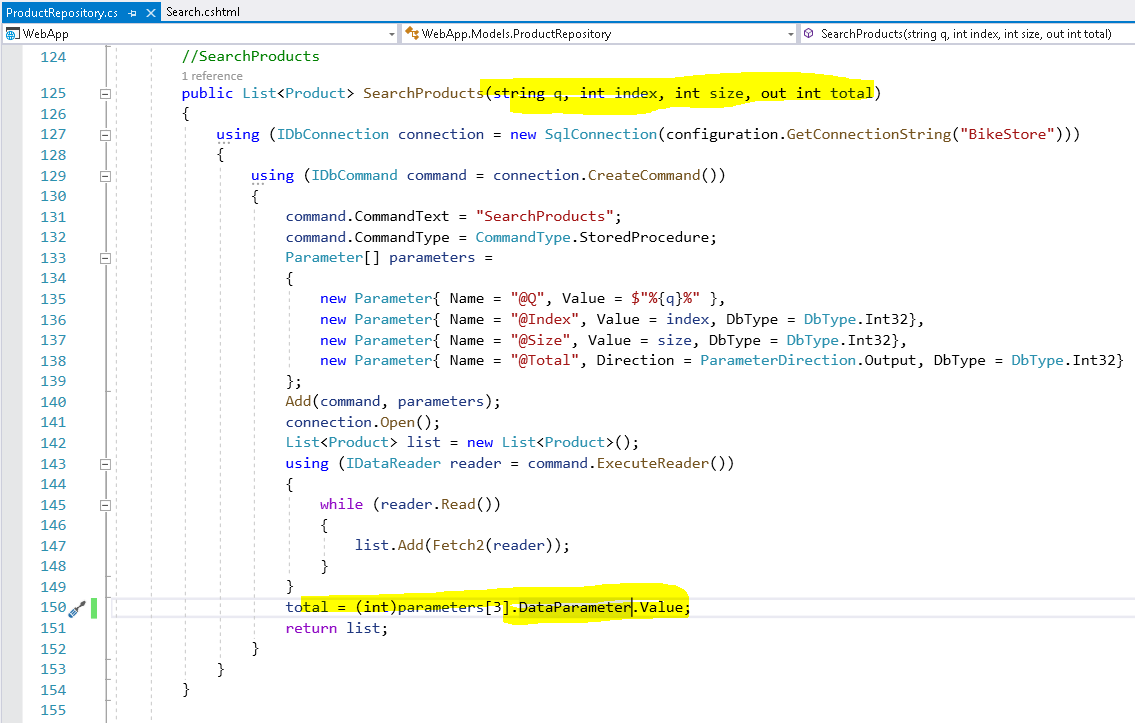 ProductRepository.cs Search.cshtml
WebApp WebApp.Models.ProductRepository SearchProducts(string q, int index, int size, out int total)
124 //SearchProducts
1 reference
125 public List<Product> SearchProducts(string q, int index, int size, out int total)
126 {
127 using (IDbConnection connection = new SqlConnection(configuration.GetConnectionString("BikeStore")))
128 {
129 using (IDbCommand command = connection.CreateCommand())
130 {
131 command.CommandText = "SearchProducts";
132 command.CommandType = CommandType.StoredProcedure;
133 Parameter[] parameters =
134 {
135 new Parameter{ Name = "@Q", Value = $"%{q}%" },
136 new Parameter{ Name = "@Index", Value = index, DbType = DbType.Int32},
137 new Parameter{ Name = "@Size", Value = size, DbType = DbType.Int32},
138 new Parameter{ Name = "@Total", Direction = ParameterDirection.Output, DbType = DbType.Int32}
139 };
140 Add(command, parameters);
141 connection.Open();
142 List<Product> list = new List<Product>();
143 using (IDataReader reader = command.ExecuteReader())
144 {
145 while (reader.Read())
146 {
147 list.Add(Fetch2(reader));
148 }
149 }
150 total = (int)parameters[3].DataParameter.Value;
151 return list;
152 }
153 }
154 }
155